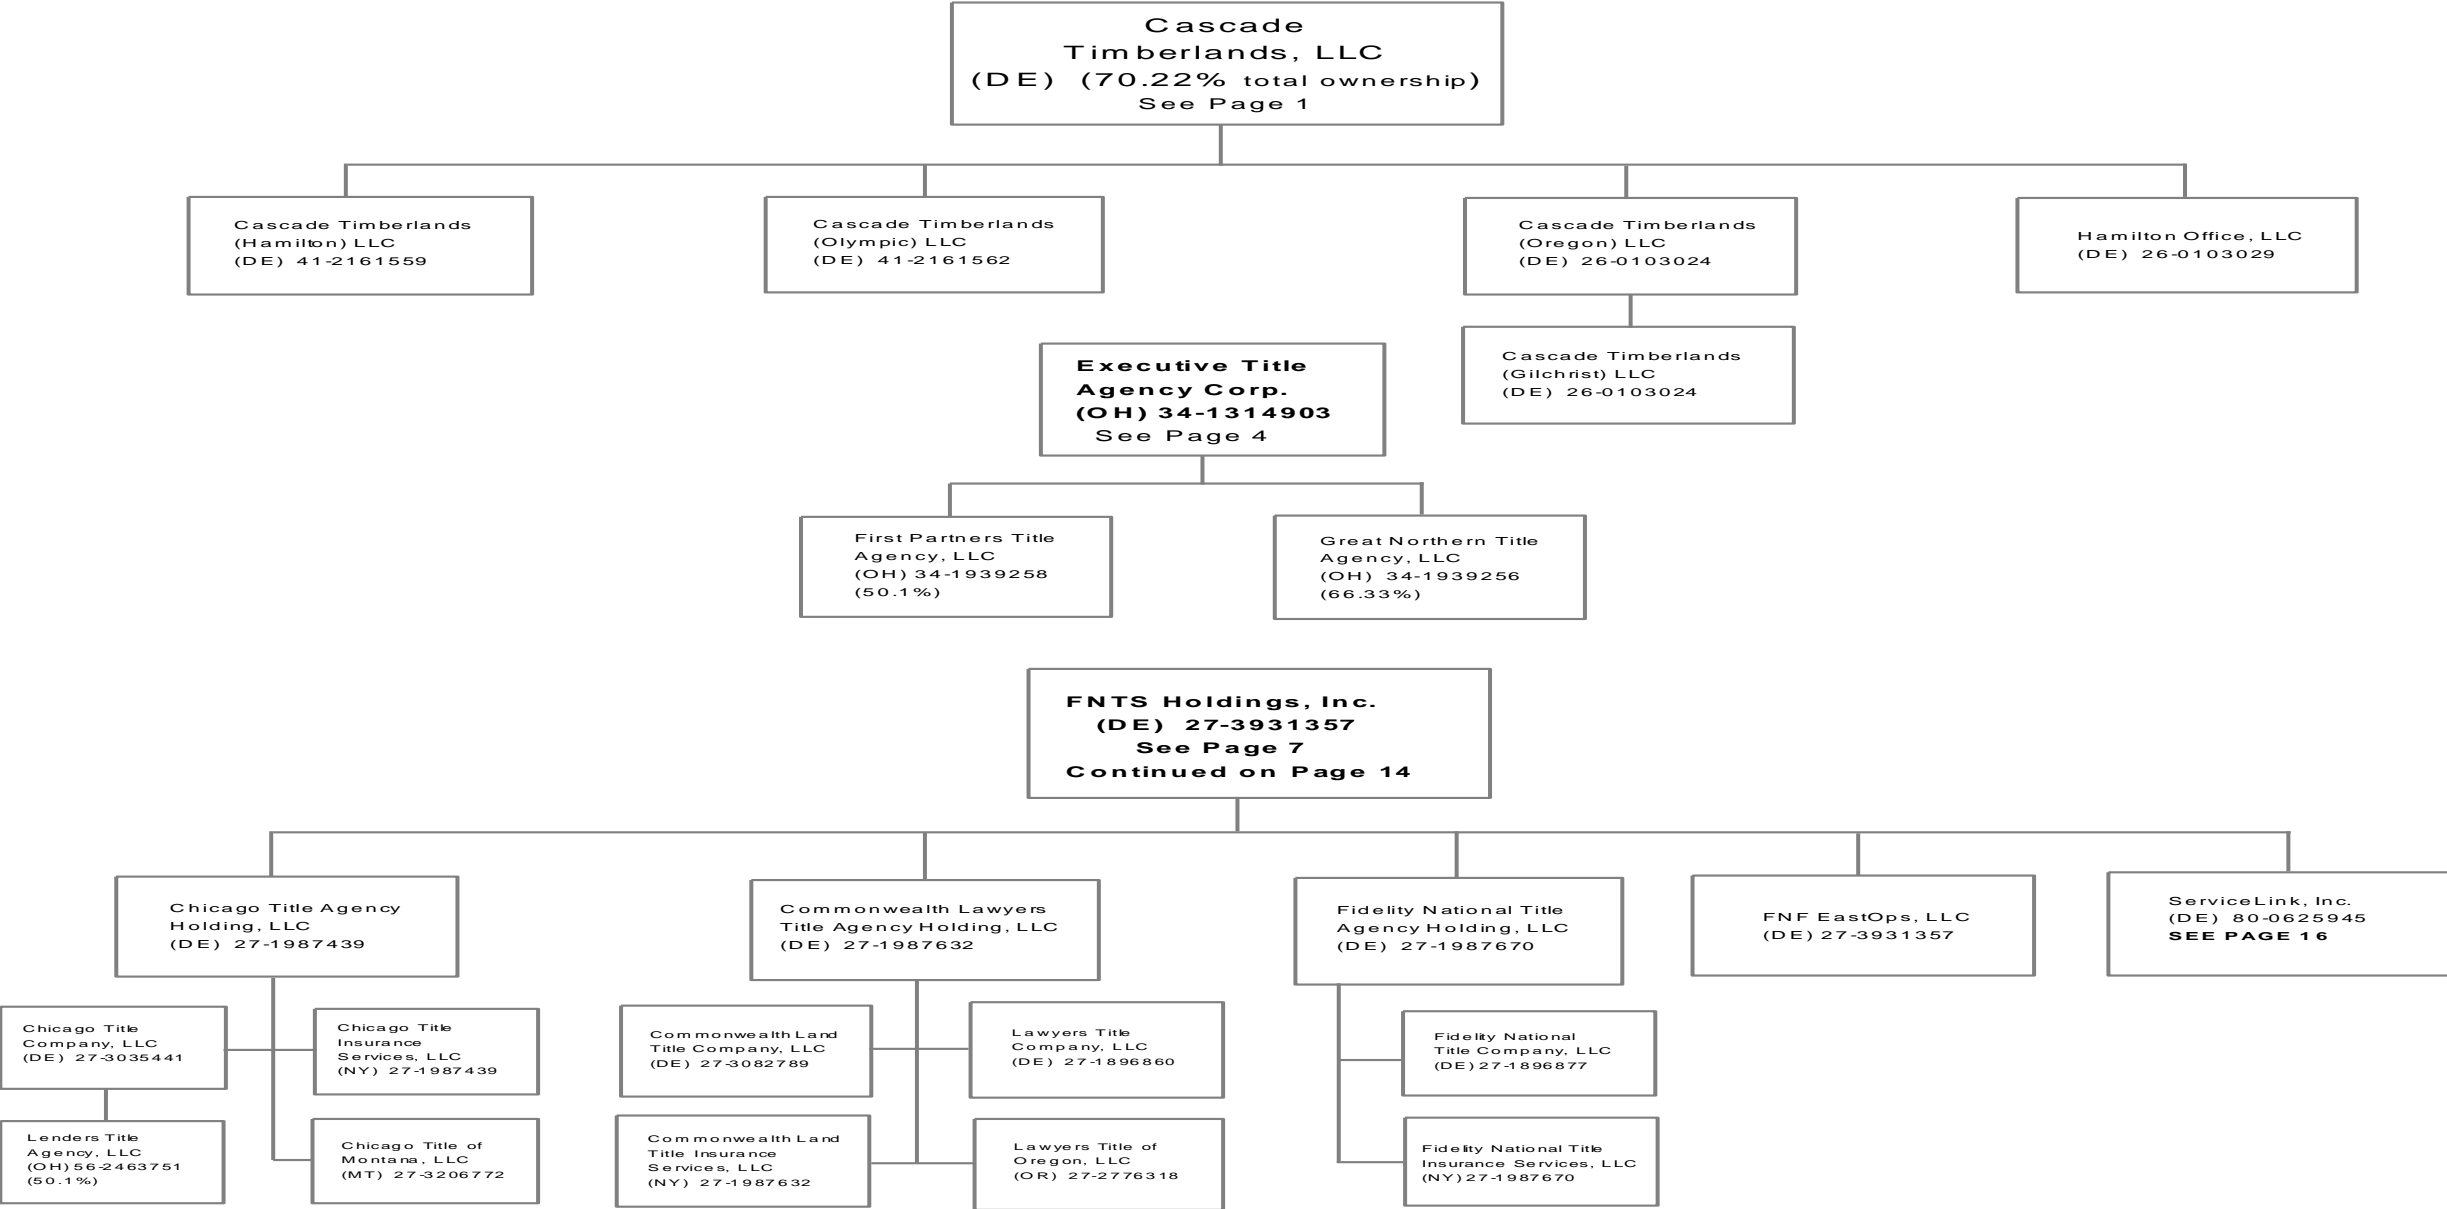 Cascade
Timberlands, LLC
(DE) (70.22% total ownership)
See Page 1
Cascade Timberlands
(Hamilton) LLC
(DE) 41-2161559
Cascade Timberlands
(Olympic) LLC
(DE) 41-2161562
Cascade Timberlands
(Oregon) LLC
(DE) 26-0103024
Hamilton Office, LLC
(DE) 26-0103029
Cascade Timberlands
(Gilchrist) LLC
(DE) 26-0103024
Executive Title
Agency Corp.
(OH) 34-1314903
See Page 4
First Partners Title
Agency, LLC
(OH) 34-1939258
(50.1%)
Great Northern Title
Agency, LLC
(OH) 34-1939256
(66.33%)
FNTS Holdings, Inc.
(DE) 27-3931357
See Page 7
Continued on Page 14
Chicago Title Agency
Holding, LLC
(DE) 27-1987439
Commonwealth Lawyers
Title Agency Holding, LLC
(DE) 27-1987632
Fidelity National Title
Agency Holding, LLC
(DE) 27-1987670
FNF EastOps, LLC
(DE) 27-3931357
ServiceLink, Inc.
(DE) 80-0625945
SEE PAGE 16
Chicago Title
Company, LLC
(DE) 27-3035441
Chicago Title
Insurance
Services, LLC
(NY) 27-1987439
Commonwealth Land
Title Company, LLC
(DE) 27-3082789
Lawyers Title
Company, LLC
(DE) 27-1896860
Fidelity National
Title Company, LLC
(DE) 27-1896877
Lenders Title
Agency, LLC
(OH) 56-2463751
(50.1%)
Chicago Title of
Montana, LLC
(MT) 27-3206772
Commonwealth Land
Title Insurance
Services, LLC
(NY) 27-1987632
Lawyers Title of
Oregon, LLC
(OR) 27-2776318
Fidelity National Title
Insurance Services, LLC
(NY) 27-1987670